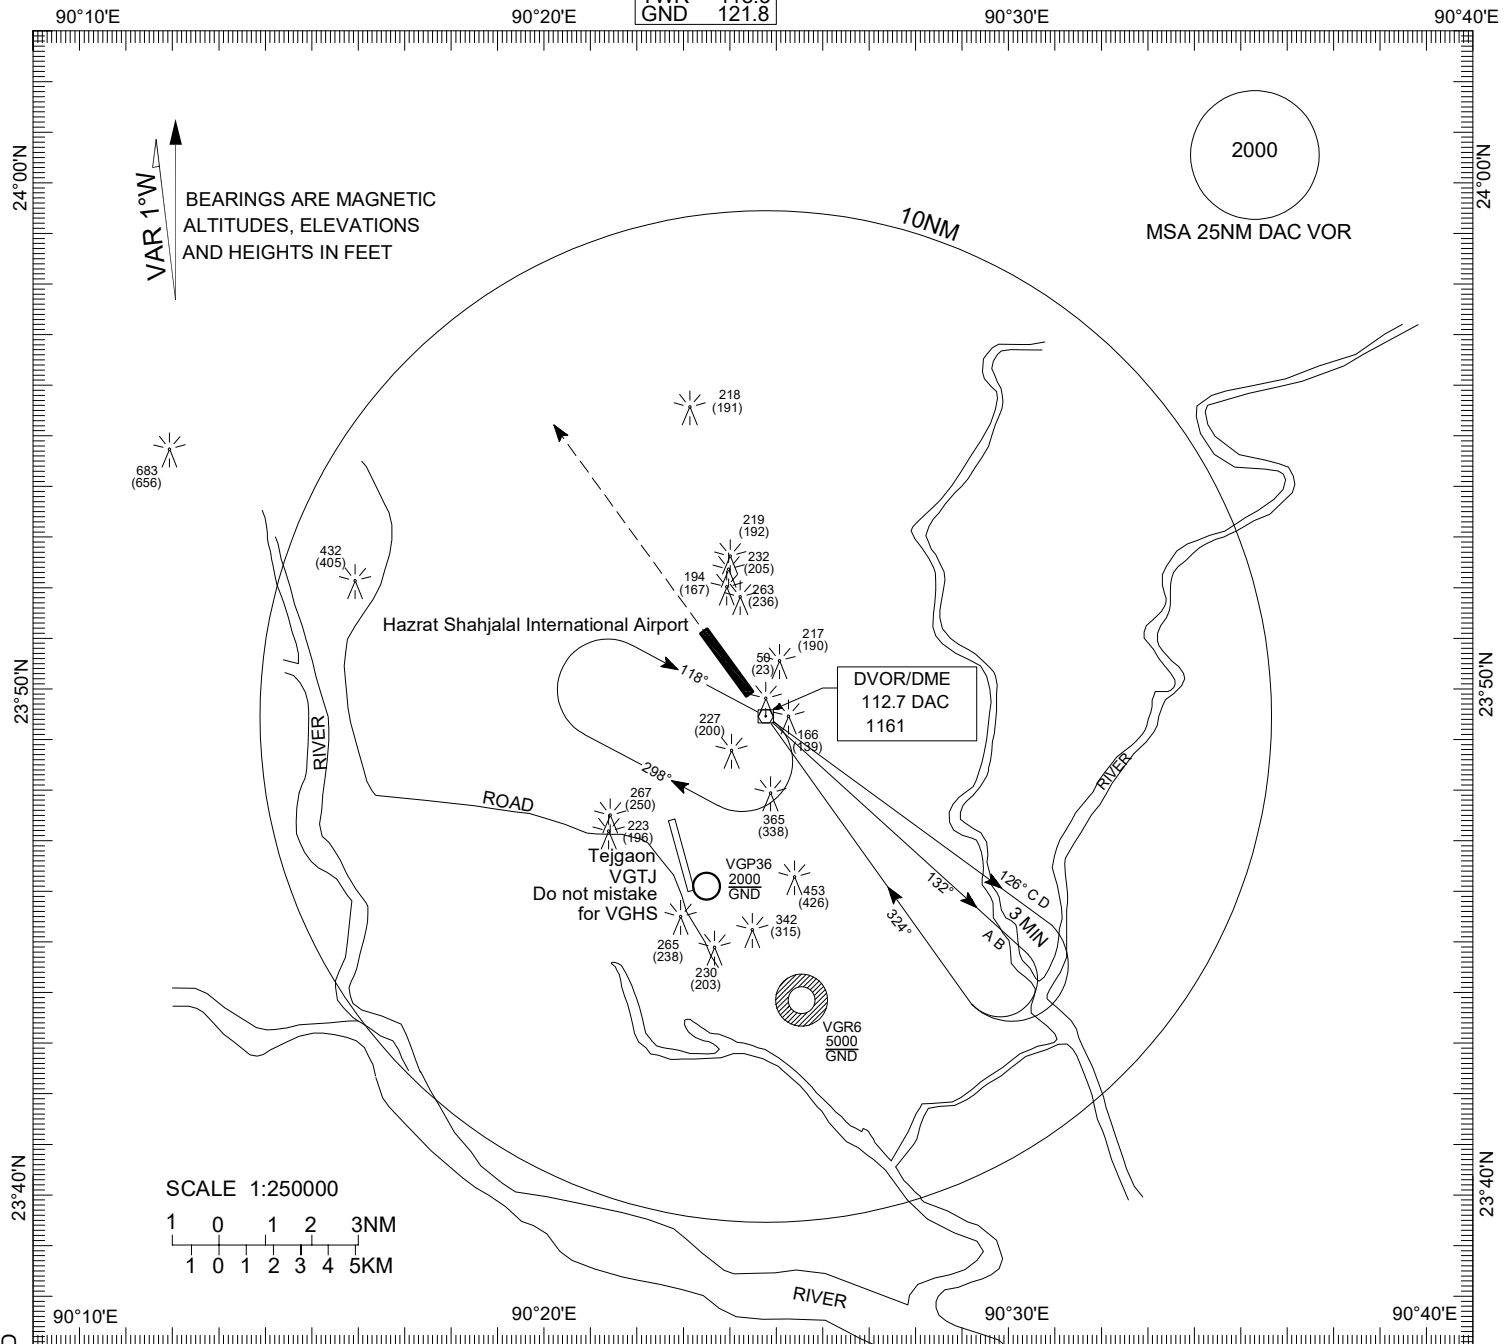 GND 121.8
90°10'E
90°20'E
90°30'E
90°40'E
24°00'N
24°00'N
2000
MSA 25NM DAC VOR
VAR 1°W
BEARINGS ARE MAGNETIC
ALTITUDES, ELEVATIONS
AND HEIGHTS IN FEET
10NM
218
(191)
683
(656)
219
(192)
232
(205)
432
(405)
194
(167)
263
(236)
Hazrat Shahjalal International Airport
217
(190)
50
(23)
118°
DVOR/DME
112.7 DAC
1161
23°50'N
23°50'N
227
(200)
166
(139)
RIVER
298°
RIVER
ROAD
267
(250)
223
(196)
365
(338)
Tejgaon
VGTJ
Do not mistake
for VGHS
VGP36
2000
GND
453
(426)
132°
126° C D
3 MIN
A B
324°
342
(315)
265
(238)
230
(203)
VGR6
5000
GND
23°40'N
23°40'N
SCALE 1:250000
1 0 1 2 3NM
1 0 1 2 3 4 5KM
RIVER
90°10'E
90°20'E
90°30'E
90°40'E